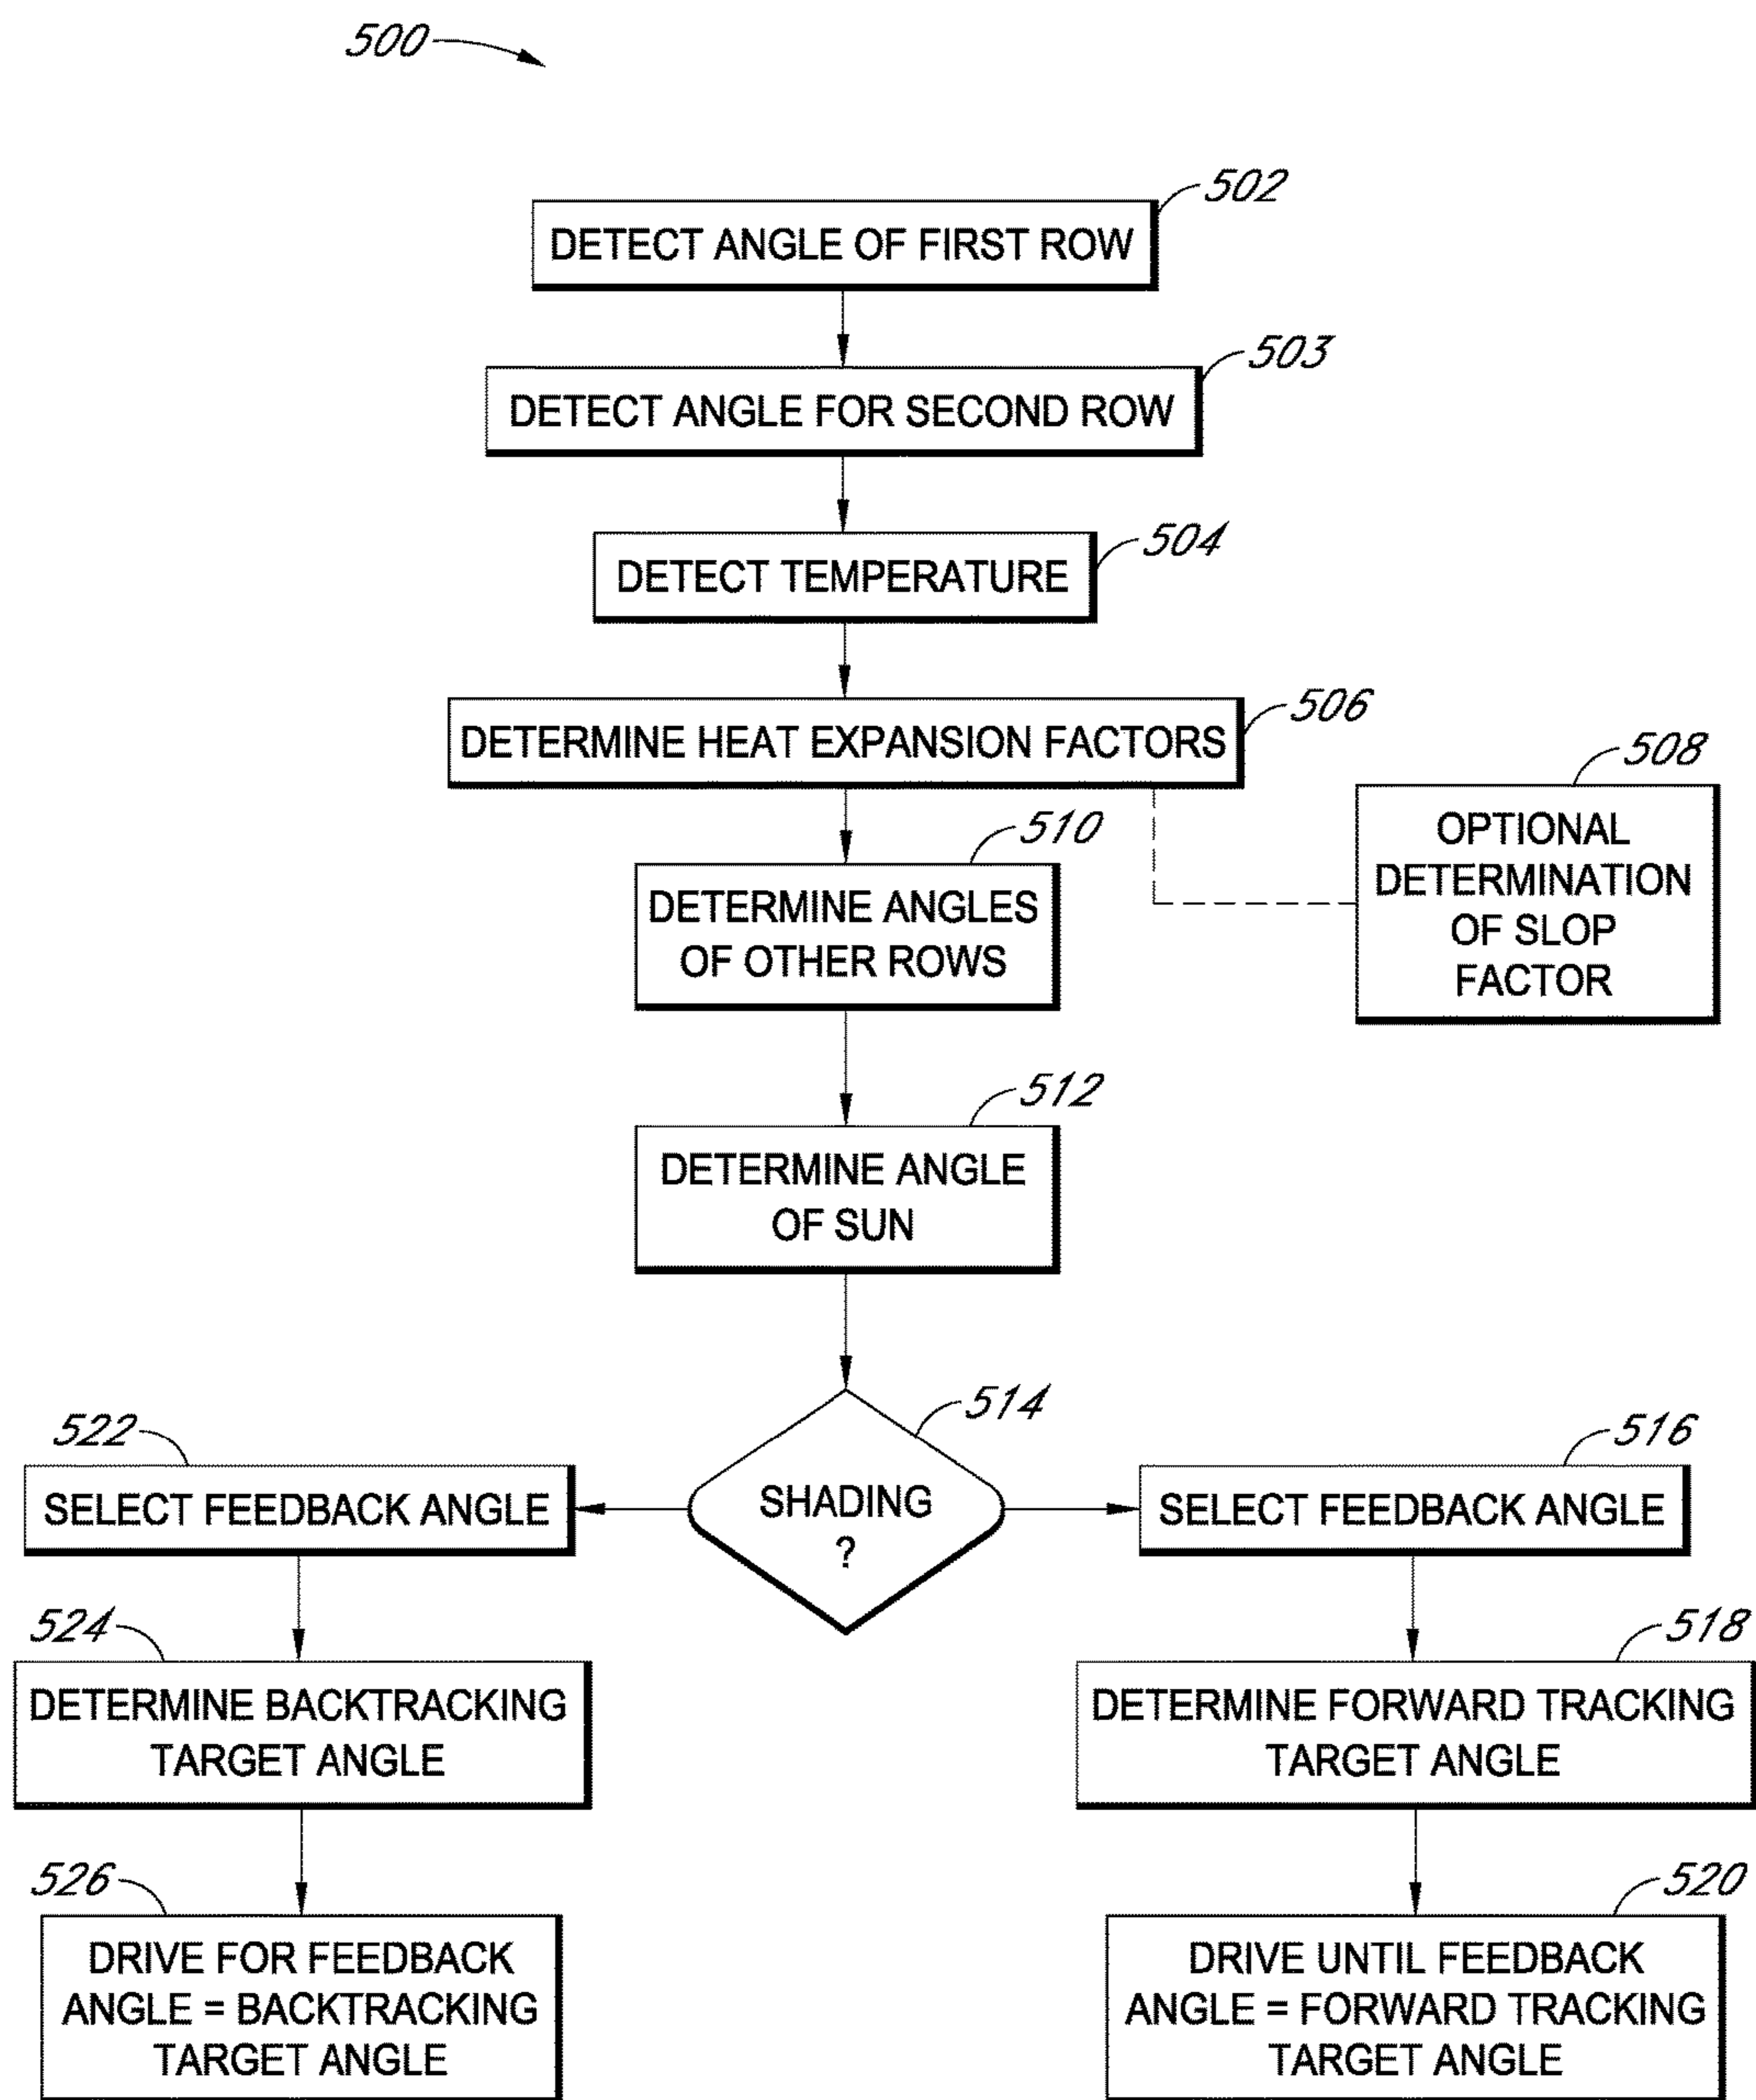 500
502
DETECT ANGLE OF FIRST ROW
503
DETECT ANGLE FOR SECOND ROW
504
DETECT TEMPERATURE
506
DETERMINE HEAT EXPANSION FACTORS
508
OPTIONAL
DETERMINATION
OF SLOP
FACTOR
510
DETERMINE ANGLES
OF OTHER ROWS
512
DETERMINE ANGLE
OF SUN
514
SHADING
?
522
SELECT FEEDBACK ANGLE
516
SELECT FEEDBACK ANGLE
524
DETERMINE BACKTRACKING
TARGET ANGLE
518
DETERMINE FORWARD TRACKING
TARGET ANGLE
526
DRIVE FOR FEEDBACK
ANGLE = BACKTRACKING
TARGET ANGLE
520
DRIVE UNTIL FEEDBACK
ANGLE = FORWARD TRACKING
TARGET ANGLE